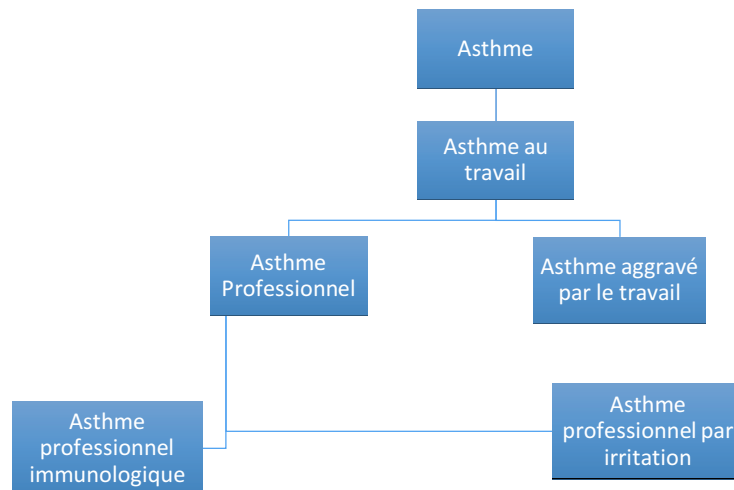 Asthme
Asthme au
travail
Asthme
Professionnel
Asthme aggravé
par le travail
Asthme
professionnel
immunologique
Asthme
professionnel par
irritation